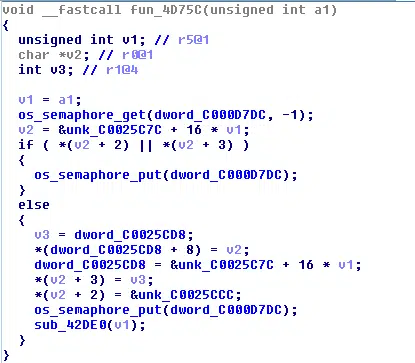 void __fastcall fun_4D75C(unsigned int a1)
{
unsigned int v1; // r5@1
char *v2; // r0@1
int v3; // r1@4
v1 = a1;
os_semaphore_get(dword_C000D7DC, -1);
v2 = &unk_C0025C7C + 16 * v1;
if ( *(v2 + 2) || *(v2 + 3) )
{
os_semaphore_put(dword_C000D7DC);
}
else
{
v3 = dword_C0025CD8;
*(dword_C0025CD8 + 8) = v2;
dword_C0025CD8 = &unk_C0025C7C + 16 * v1;
*(v2 + 3) = v3;
*(v2 + 2) = &unk_C0025CCC;
os_semaphore_put(dword_C000D7DC);
sub_42DE0(v1);
}
}